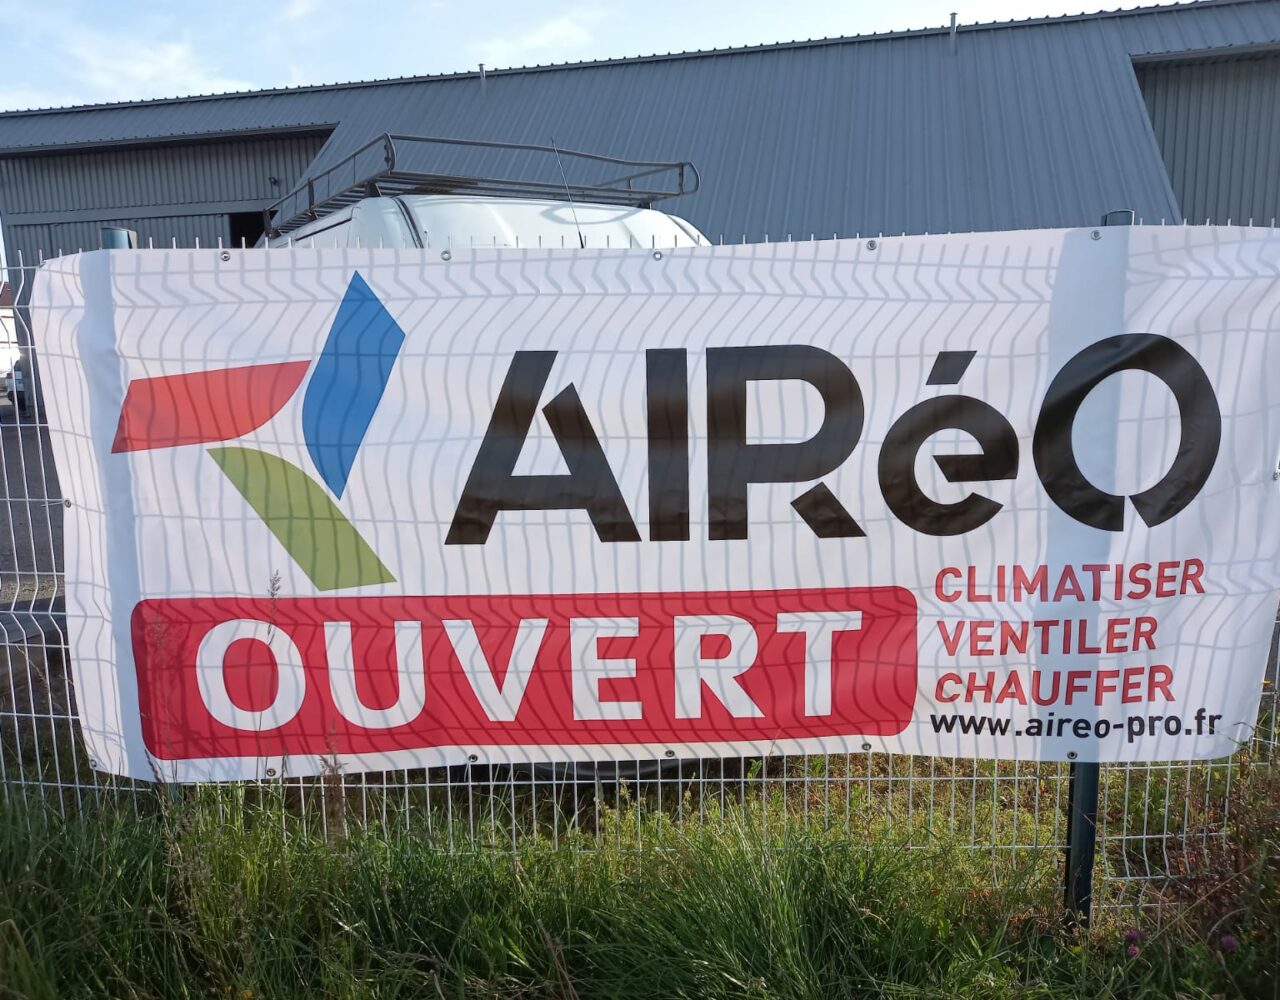 AIRéO
OUVERT
CLIMATISER
VENTILER
CHAUFFER
www.aireo-pro.fr